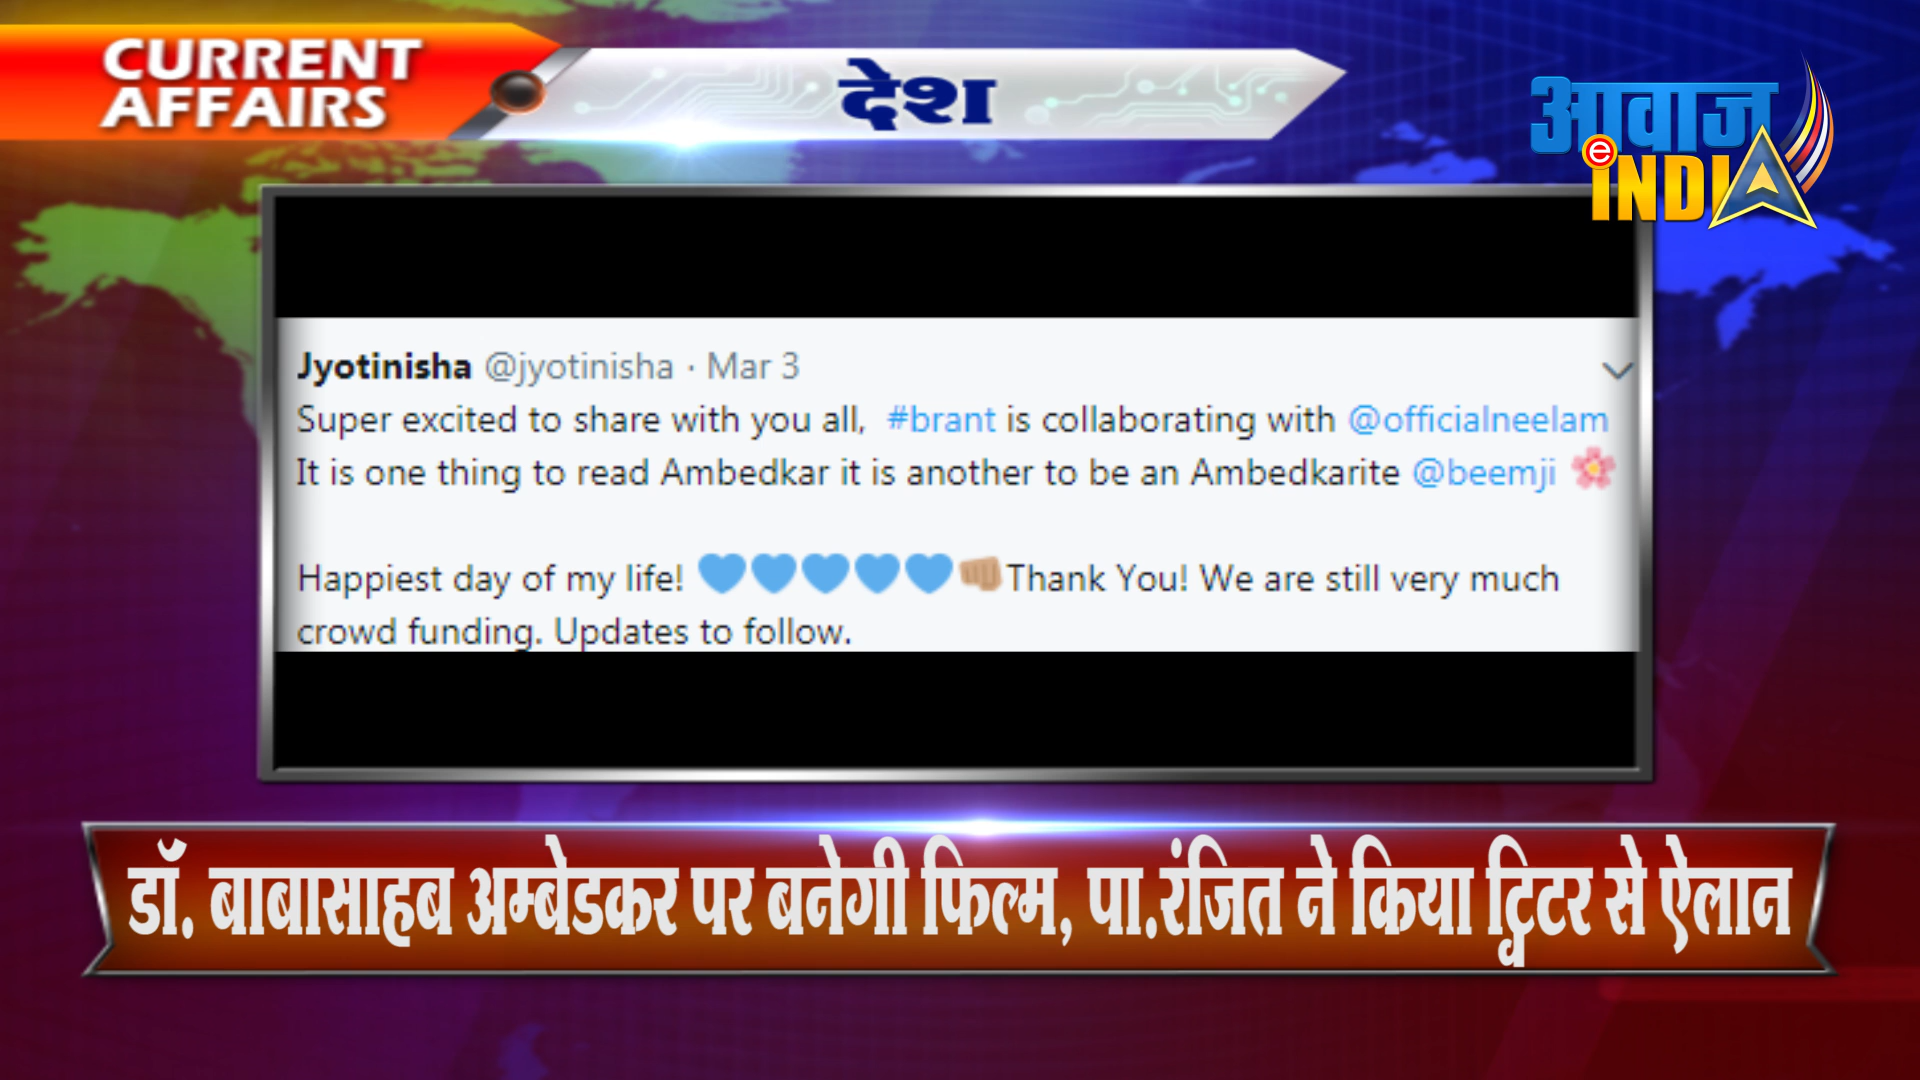 CURRENT
AFFAIRS
देश
आवाज
e
INDIA
Jyotinisha @jyotinisha · Mar 3
Super excited to share with you all, #brant is collaborating with @officialneelam
It is one thing to read Ambedkar it is another to be an Ambedkarite @beemji 🌸
Happiest day of my life! 💙💙💙💙💙👊🏽Thank You! We are still very much
crowd funding. Updates to follow.
डॉ. बाबासाहब अम्बेडकर पर बनेगी फिल्म, पा.रंजित ने किया ट्विटर से ऐलान